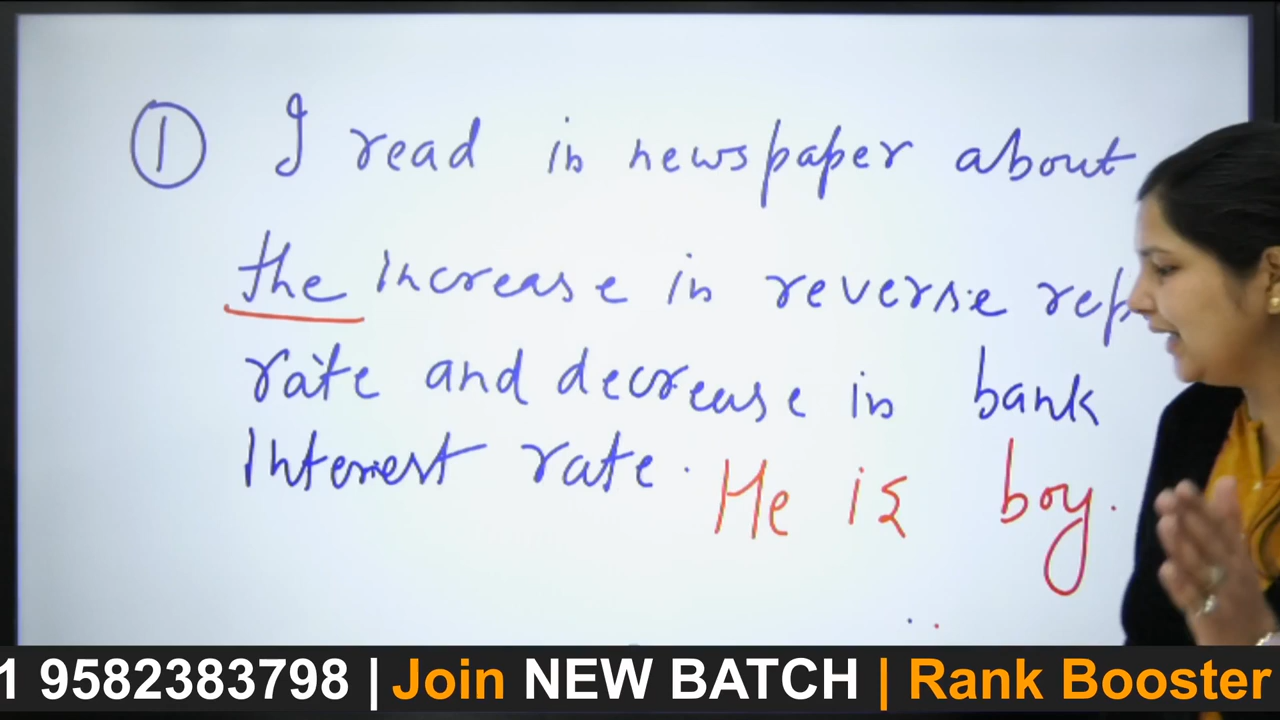 ① I read in newspaper about
the increase in reverse rep
rate and decrease in bank
interest rate.
He is boy.
1 9582383798 | Join NEW BATCH | Rank Booster